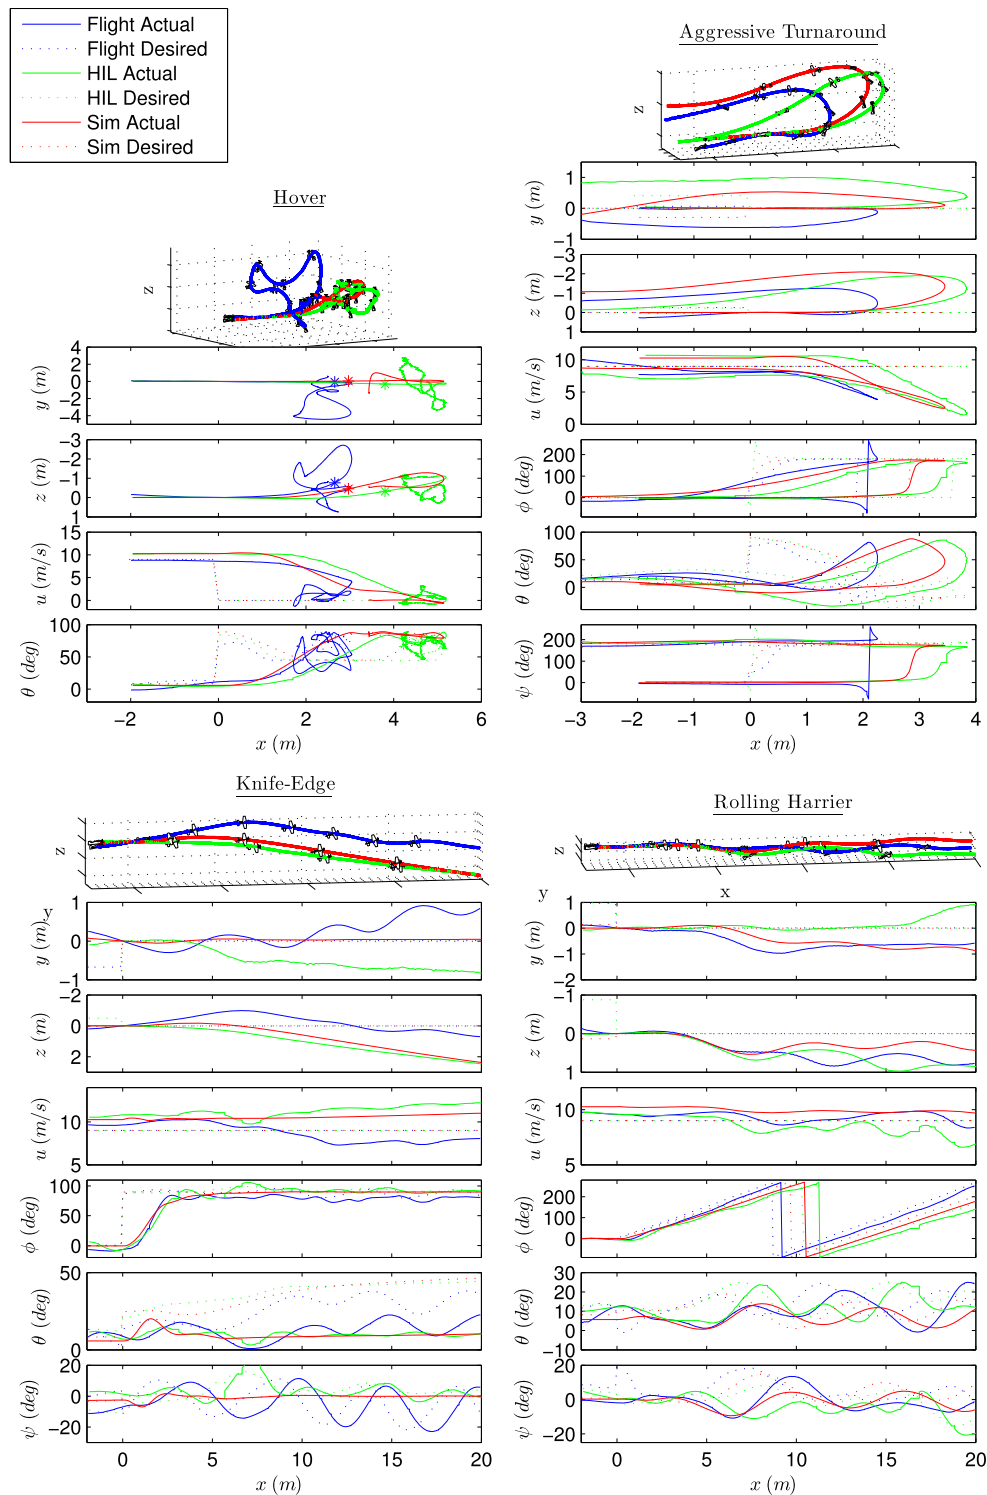 Flight Actual
Flight Desired
HIL Actual
HIL Desired
Sim Actual
Sim Desired
Aggressive Turnaround
z
1
0
−1
y (m)
−3
−2
−1
0
1
z (m)
10
5
0
u (m/s)
200
100
0
ϕ (deg)
100
50
0
θ (deg)
200
100
0
ψ (deg)
−3 −2 −1 0 1 2 3 4
x (m)
Hover
z
4
2
0
−2
−4
y (m)
−3
−2
−1
0
1
z (m)
15
10
5
0
u (m/s)
100
50
0
θ (deg)
−2 0 2 4 6
x (m)
Knife-Edge
z
y
1
0
−1
y (m)
−2
0
2
z (m)
10
5
u (m/s)
100
50
0
ϕ (deg)
50
0
θ (deg)
20
0
−20
ψ (deg)
0 5 10 15 20
x (m)
Rolling Harrier
z
y x
1
0
−1
−2
y (m)
−1
0
1
z (m)
10
5
u (m/s)
200
100
0
ϕ (deg)
30
20
10
0
−10
θ (deg)
20
0
−20
ψ (deg)
0 5 10 15 20
x (m)